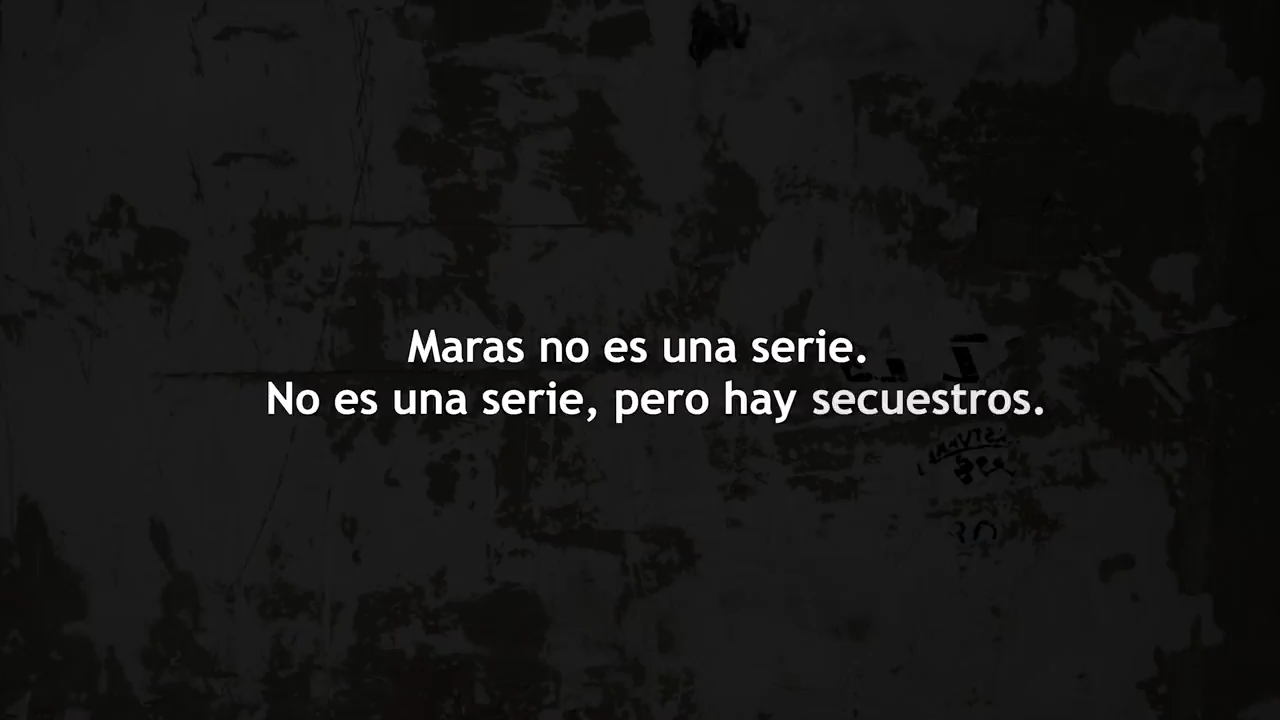 Maras no es una serie.
No es una serie, pero hay secuestros.